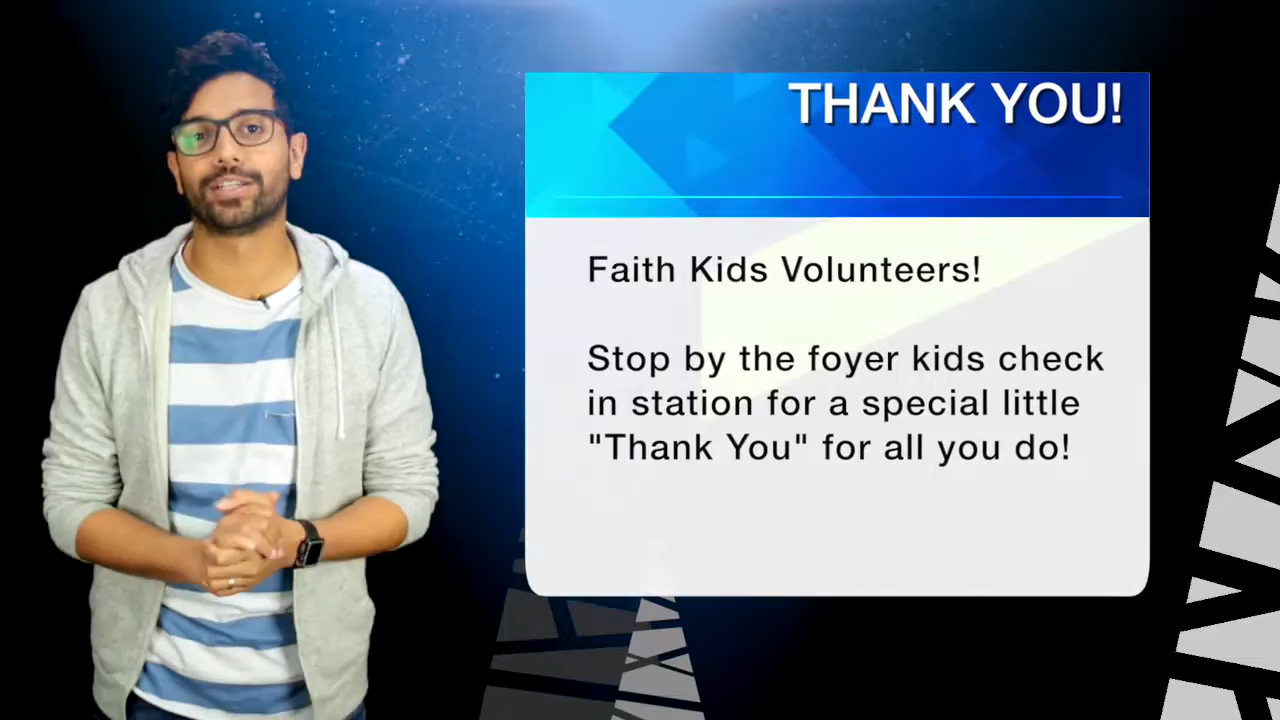 THANK YOU!
Faith Kids Volunteers!
Stop by the foyer kids check
in station for a special little
"Thank You" for all you do!